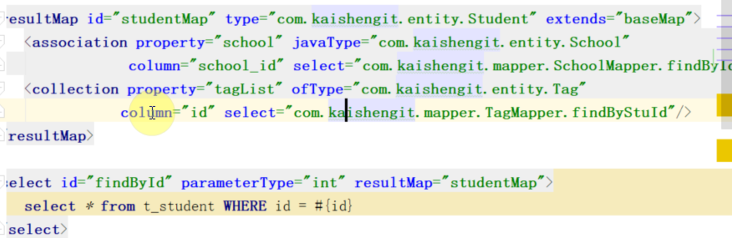 resultMap id="studentMap" type="com.kaishengit.entity.Student" extends="baseMap">
<association property="school" javaType="com.kaishengit.entity.School"
column="school_id" select="com.kaishengit.mapper.SchoolMapper.findById
<collection property="tagList" ofType="com.kaishengit.entity.Tag"
column="id" select="com.kaishengit.mapper.TagMapper.findByStuId"/>
resultMap>
select id="findById" parameterType="int" resultMap="studentMap">
select * from t_student WHERE id = #{id}
select>